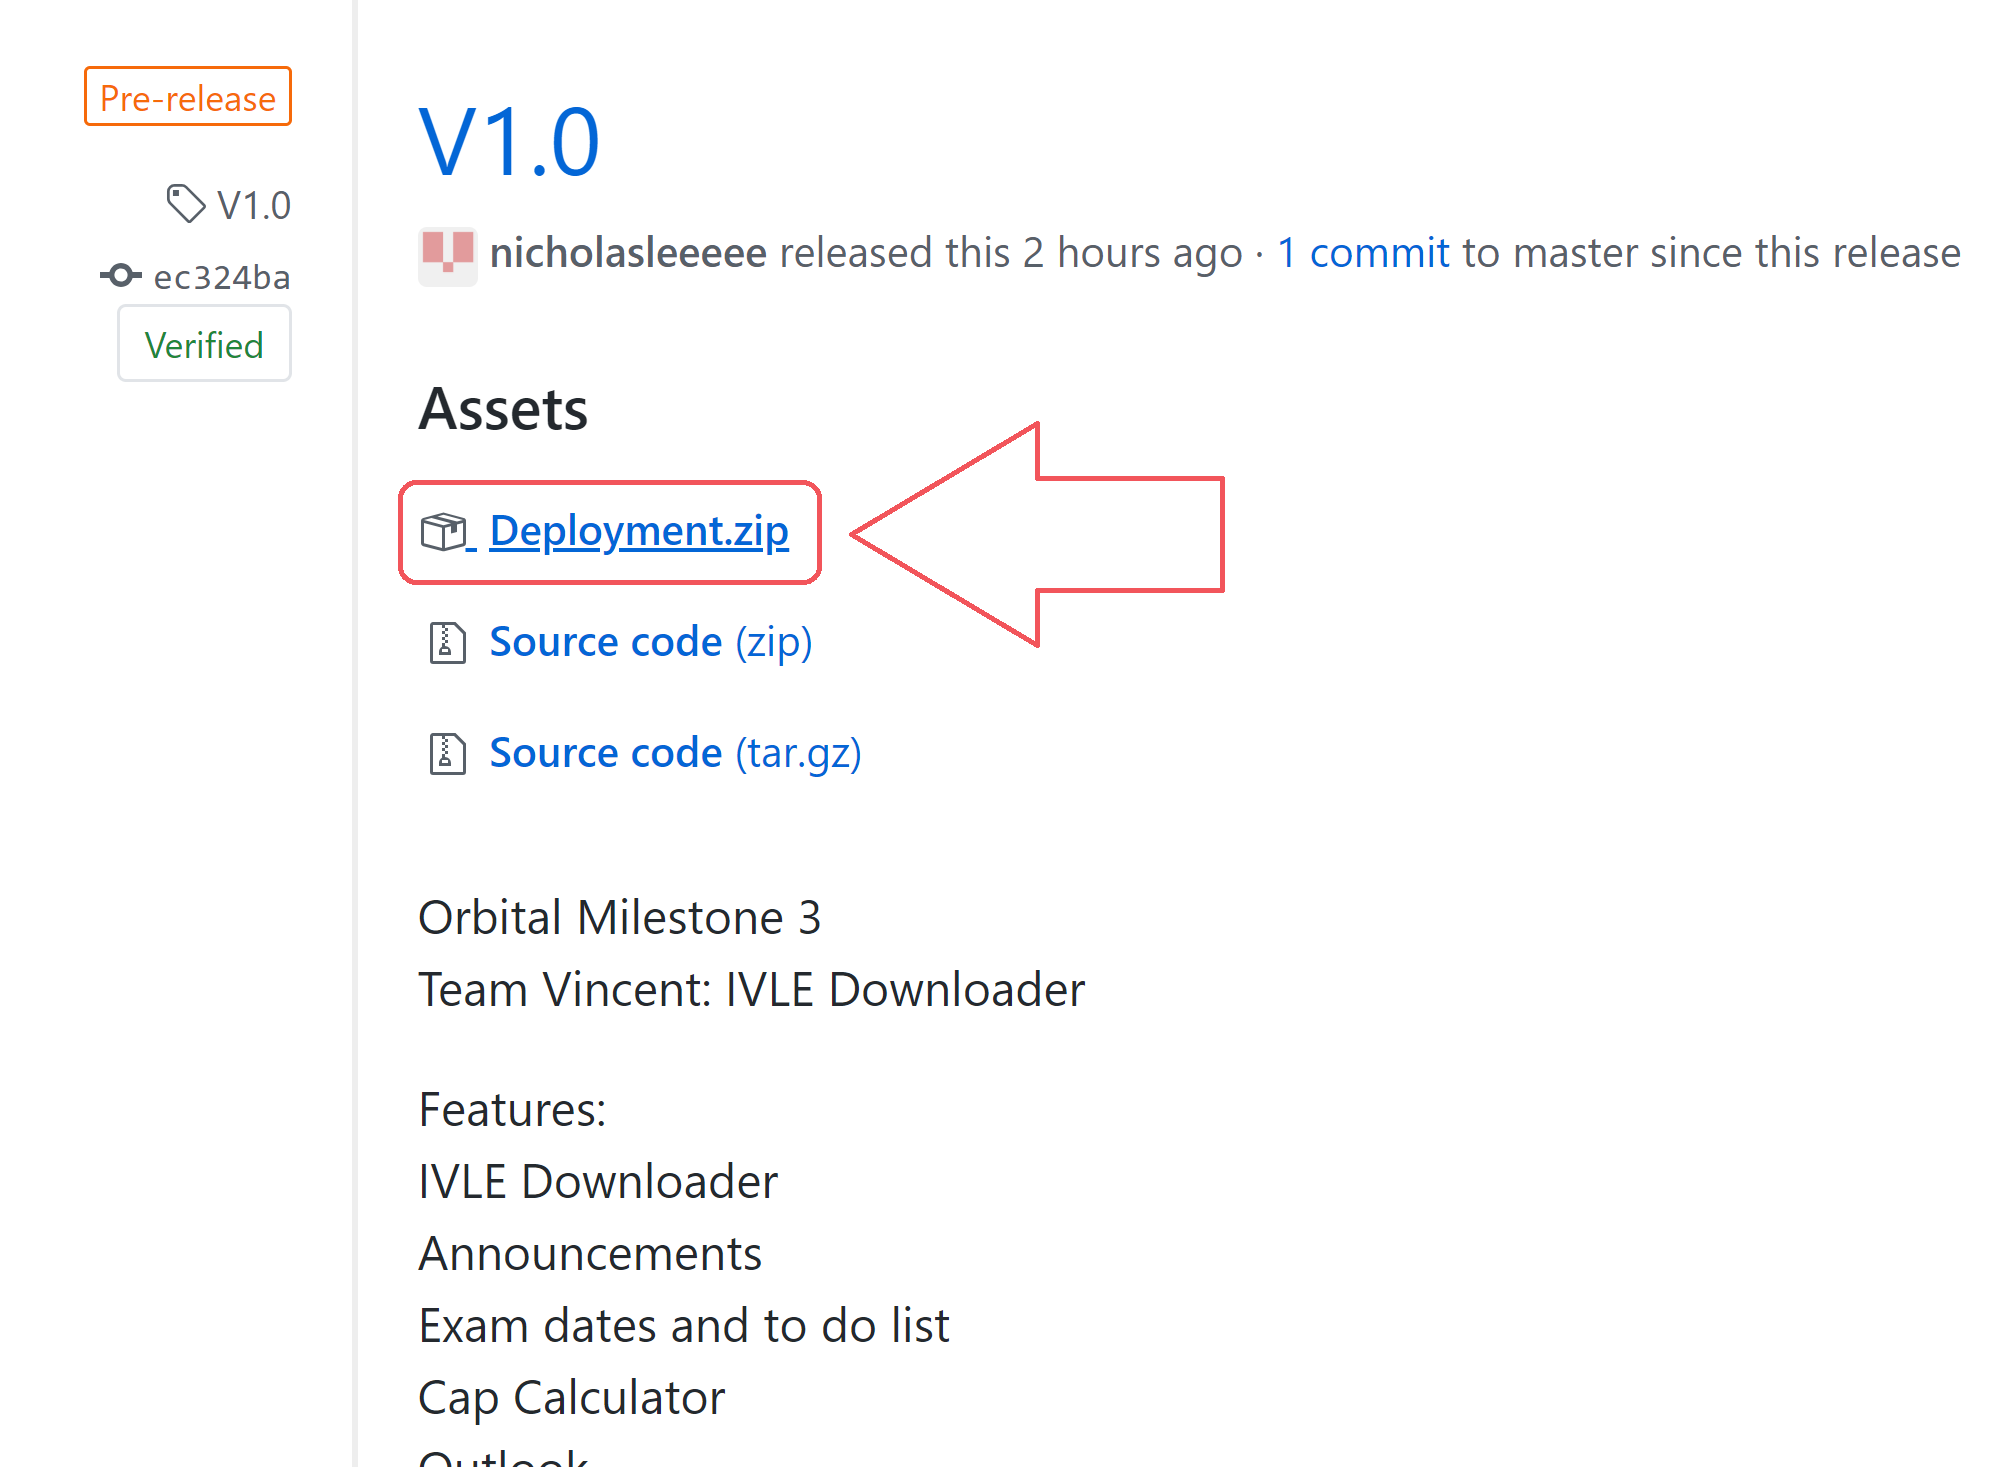 Pre-release
V1.0
ec324ba
Verified
V1.0
nicholasleeeee released this 2 hours ago · 1 commit to master since this release
Assets
Deployment.zip
Source code (zip)
Source code (tar.gz)
Orbital Milestone 3
Team Vincent: IVLE Downloader
Features:
IVLE Downloader
Announcements
Exam dates and to do list
Cap Calculator
Outlook